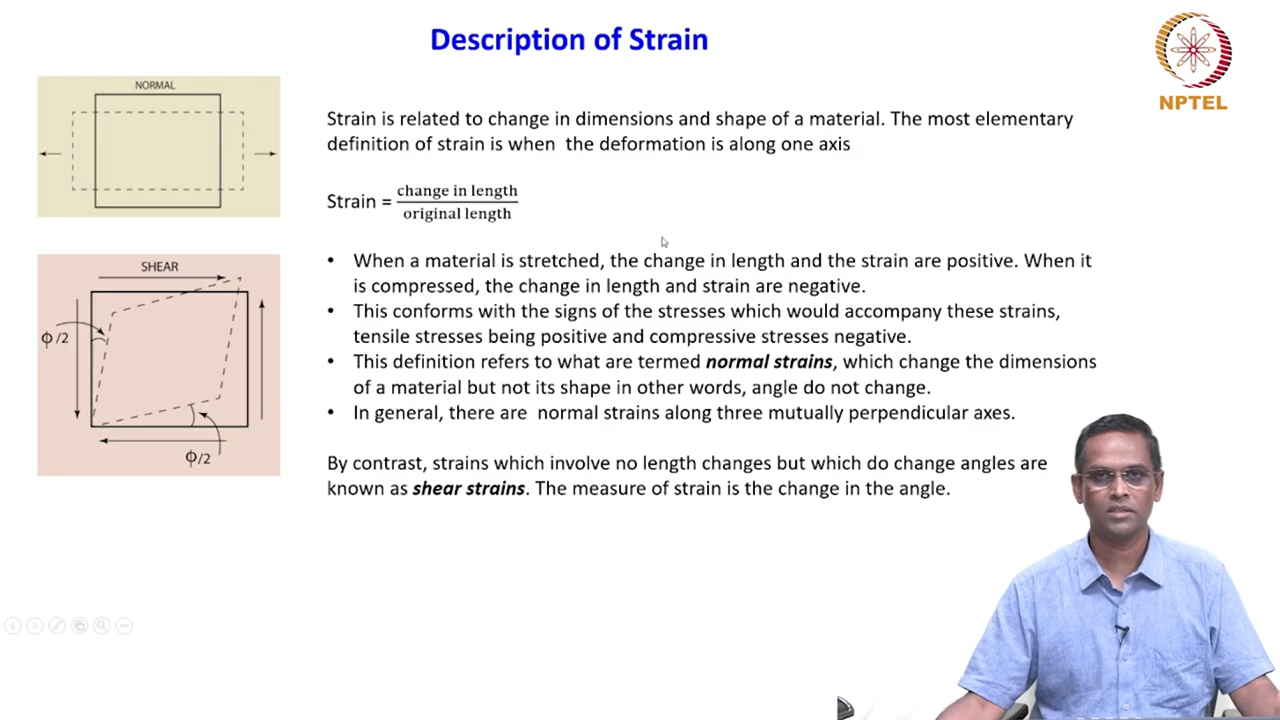 Description of Strain
NPTEL
NORMAL
Strain is related to change in dimensions and shape of a material. The most elementary
definition of strain is when the deformation is along one axis
Strain = change in length
original length
SHEAR
ϕ/2
ϕ/2
• When a material is stretched, the change in length and the strain are positive. When it
is compressed, the change in length and strain are negative.
• This conforms with the signs of the stresses which would accompany these strains,
tensile stresses being positive and compressive stresses negative.
• This definition refers to what are termed normal strains, which change the dimensions
of a material but not its shape in other words, angle do not change.
• In general, there are normal strains along three mutually perpendicular axes.
By contrast, strains which involve no length changes but which do change angles are
known as shear strains. The measure of strain is the change in the angle.